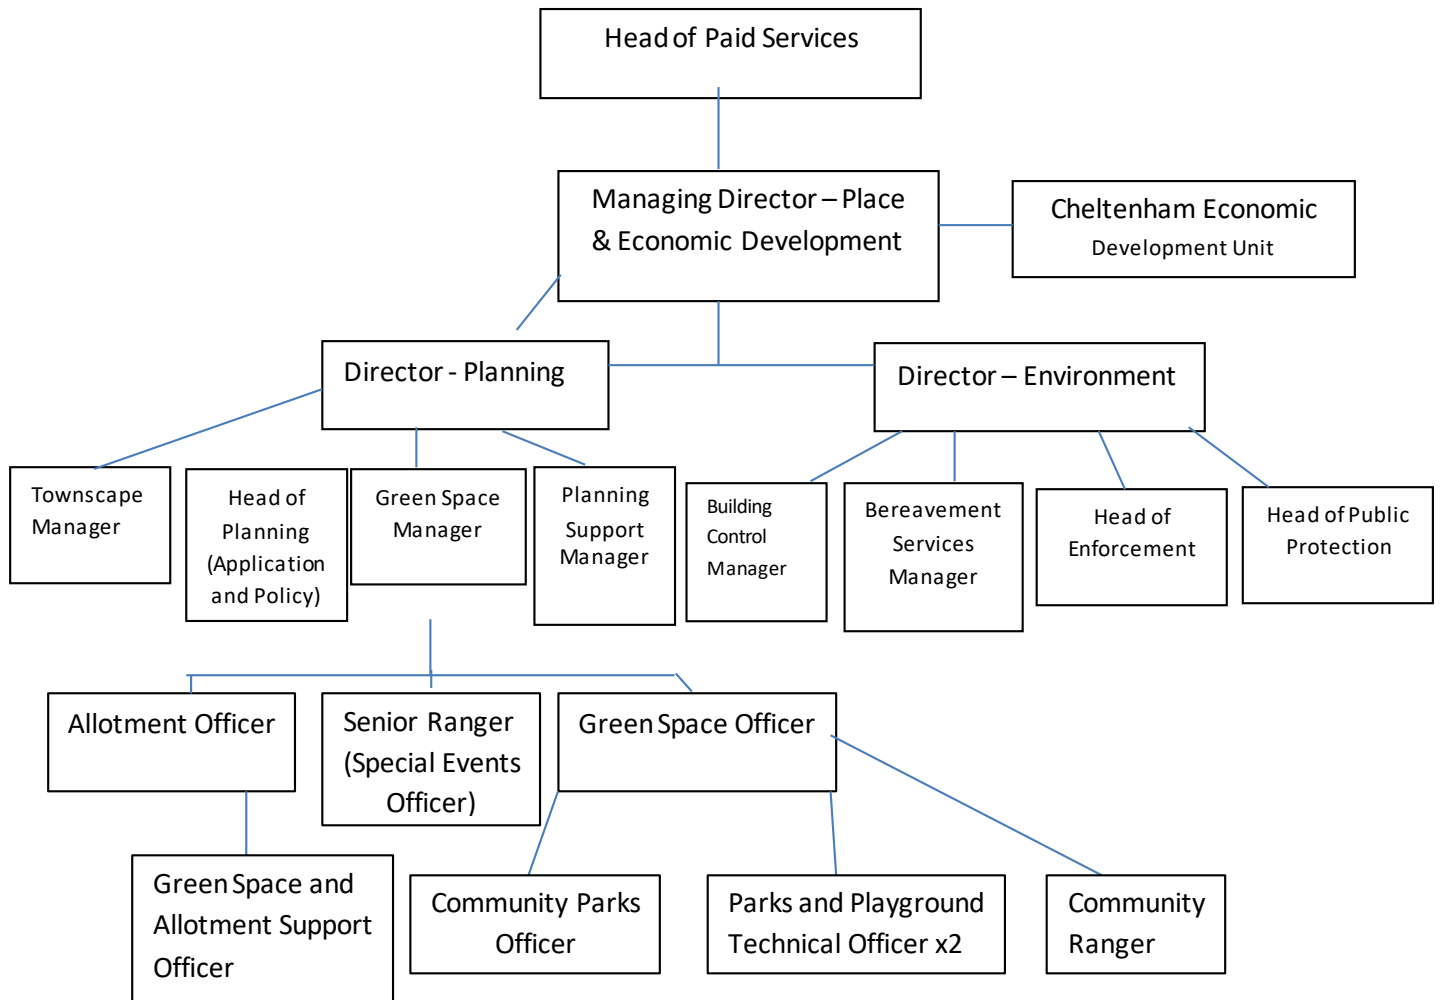 Head of Paid Services
Managing Director – Place
& Economic Development
Cheltenham Economic
Development Unit
Director - Planning
Director – Environment
Townscape
Manager
Head of
Planning
(Application
and Policy)
Green Space
Manager
Planning
Support
Manager
Building
Control
Manager
Bereavement
Services
Manager
Head of
Enforcement
Head of Public
Protection
Allotment Officer
Senior Ranger
(Special Events
Officer)
Green Space Officer
Green Space and
Allotment Support
Officer
Community Parks
Officer
Parks and Playground
Technical Officer x2
Community
Ranger